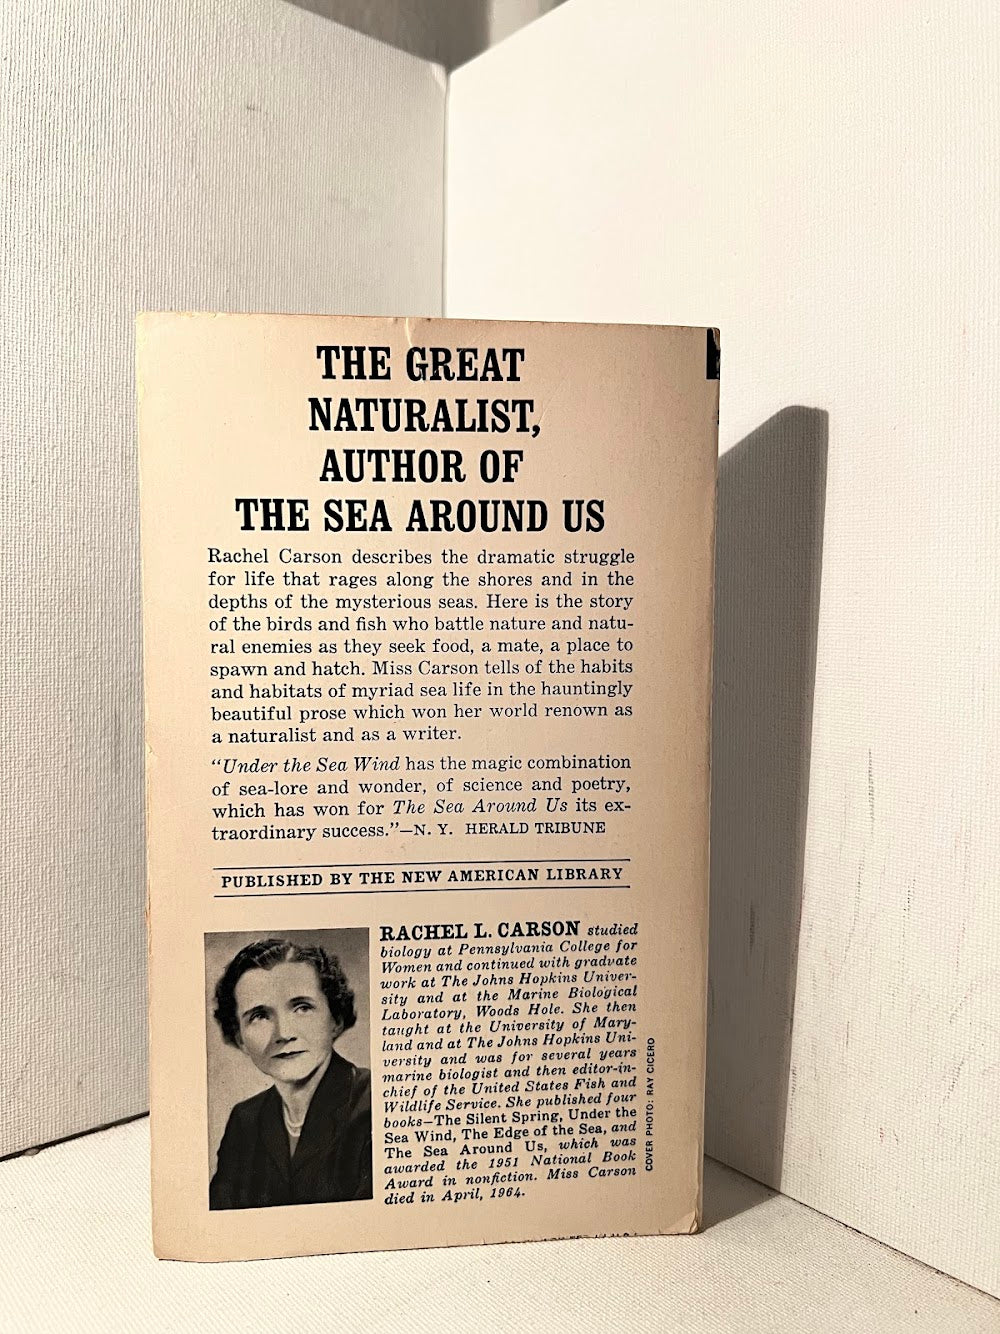 THE GREAT
NATURALIST,
AUTHOR OF
THE SEA AROUND US
Rachel Carson describes the dramatic struggle
for life that rages along the shores and in the
depths of the mysterious seas. Here is the story
of the birds and fish who battle nature and natu-
ral enemies as they seek food, a mate, a place to
spawn and hatch. Miss Carson tells of the habits
and habitats of myriad sea life in the hauntingly
beautiful prose which won her world renown as
a naturalist and as a writer.
“Under the Sea Wind has the magic combination
of sea-lore and wonder, of science and poetry,
which has won for The Sea Around Us its ex-
traordinary success.”—N. Y. HERALD TRIBUNE
PUBLISHED BY THE NEW AMERICAN LIBRARY
RACHEL L. CARSON studied
biology at Pennsylvania College for
Women and continued with graduate
work at The Johns Hopkins Univer-
sity and at the Marine Biological
Laboratory, Woods Hole. She then
taught at the University of Mary-
land and at The Johns Hopkins Uni-
versity and was for several years
marine biologist and then editor-in-
chief of the United States Fish and
Wildlife Service. She published four
books—The Silent Spring, Under the
Sea Wind, The Edge of the Sea, and
The Sea Around Us, which was
awarded the 1951 National Book
Award in nonfiction. Miss Carson
died in April, 1964.
COVER PHOTO: RAY CICERO